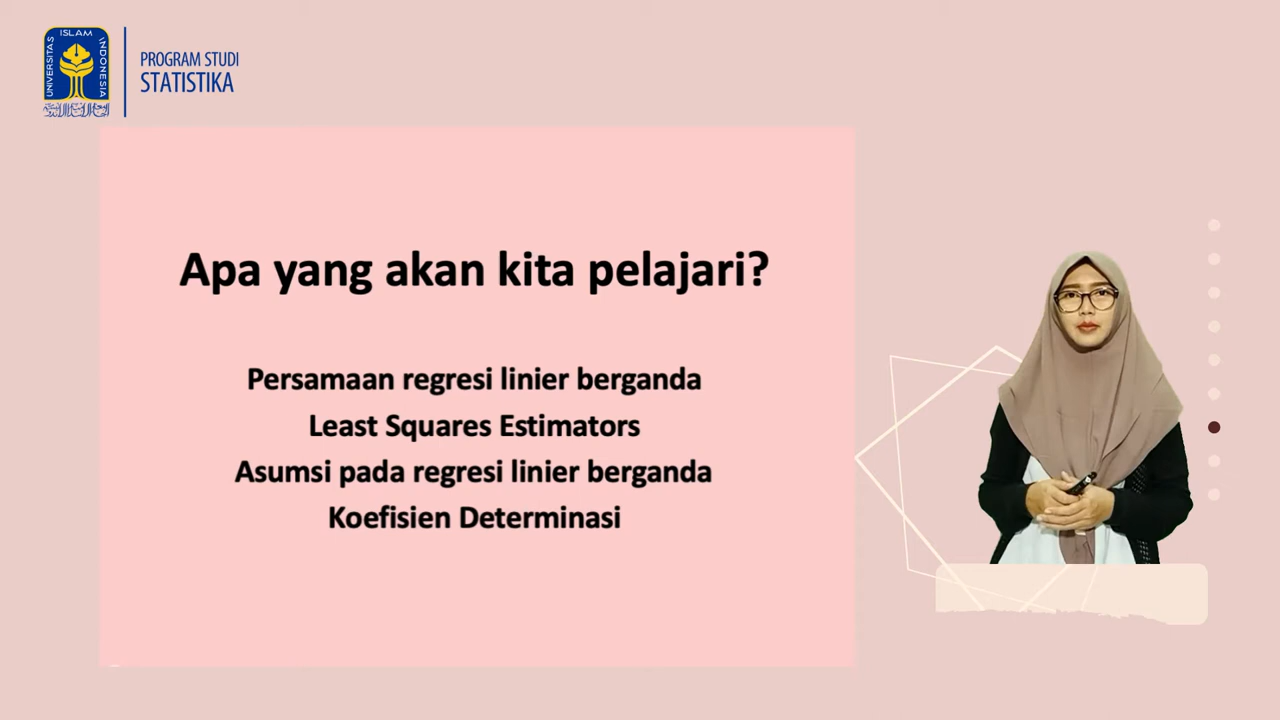 UNIVERSITAS ISLAM INDONESIA
PROGRAM STUDI
STATISTIKA
Apa yang akan kita pelajari?
Persamaan regresi linier berganda
Least Squares Estimators
Asumsi pada regresi linier berganda
Koefisien Determinasi